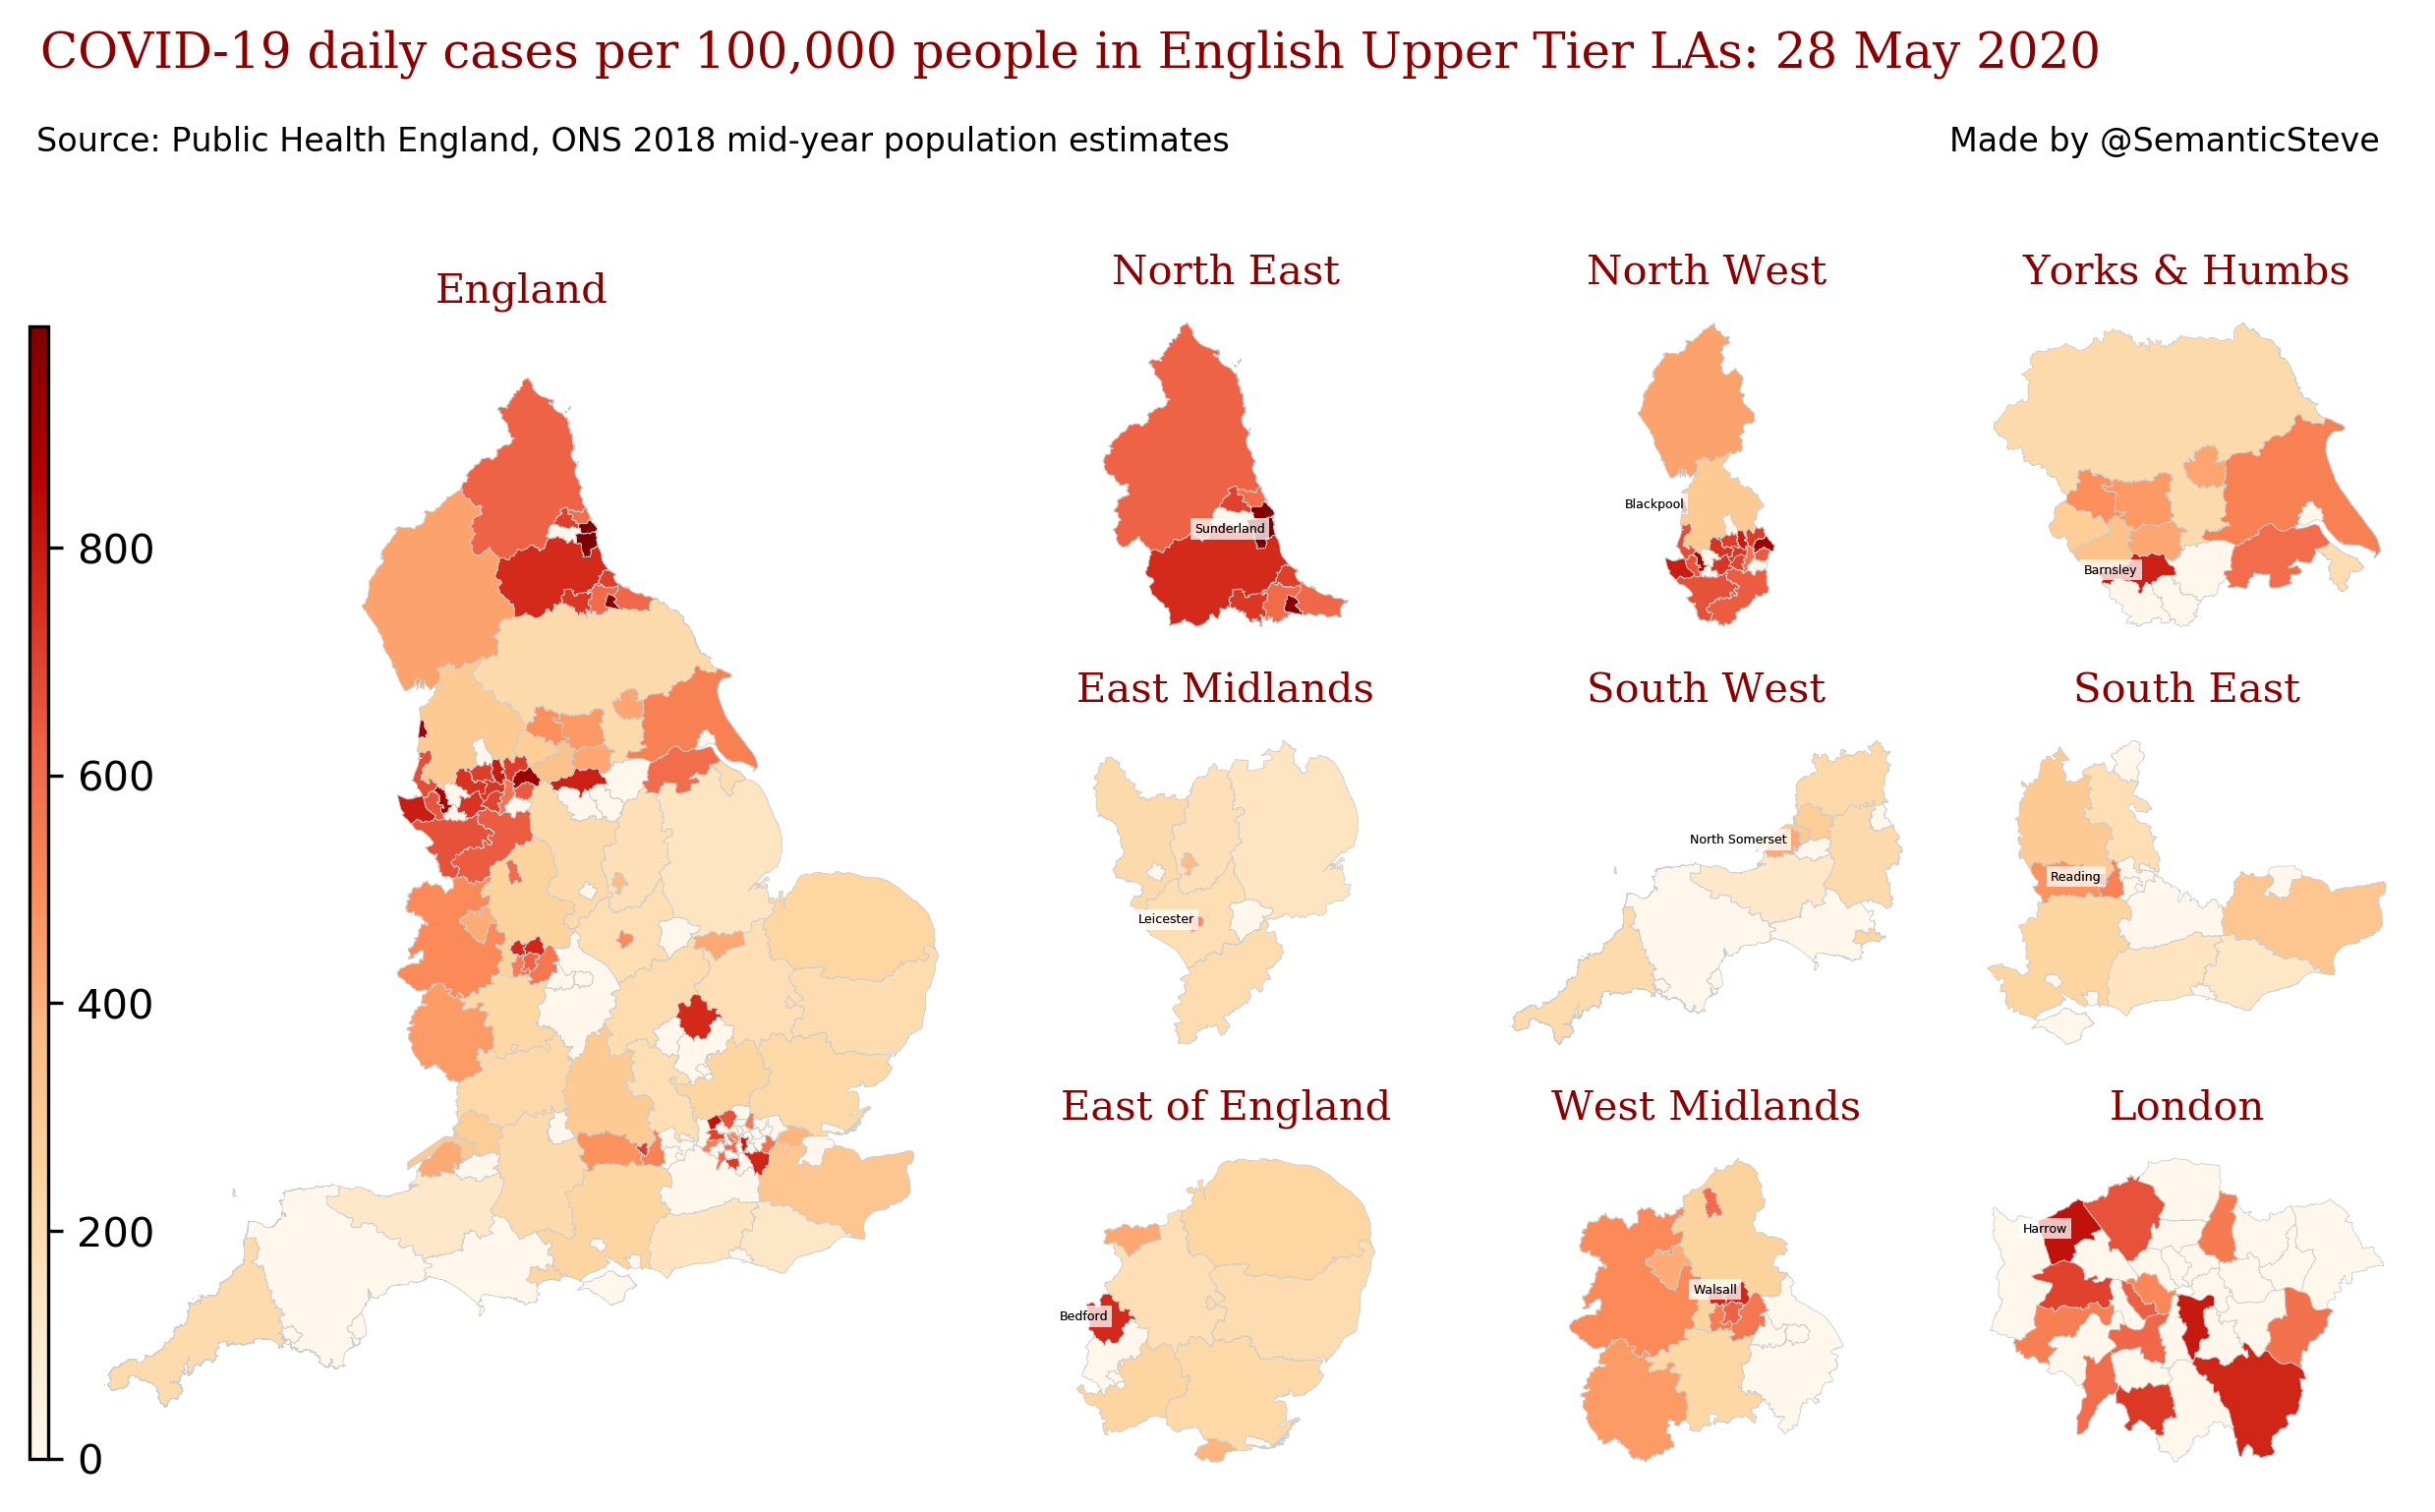 COVID-19 daily cases per 100,000 people in English Upper Tier LAs: 28 May 2020
Source: Public Health England, ONS 2018 mid-year population estimates
Made by @SemanticSteve
England
800
600
400
200
0
North East
Sunderland
North West
Blackpool
Yorks & Humbs
Barnsley
East Midlands
Leicester
South West
North Somerset
South East
Reading
East of England
Bedford
West Midlands
Walsall
London
Harrow